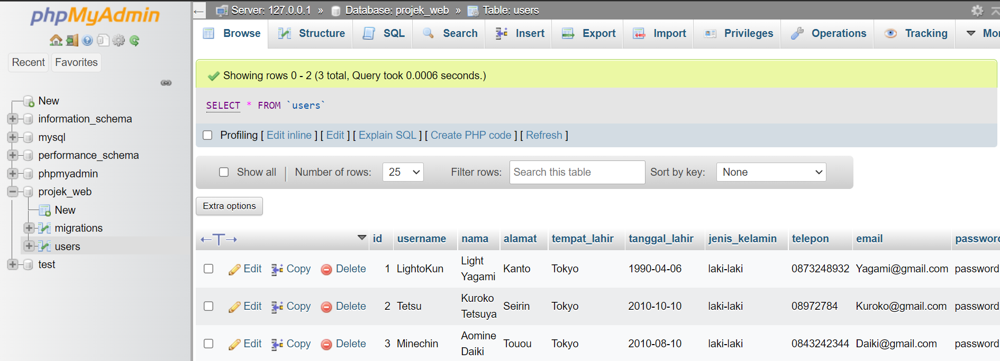 phpMyAdmin
Recent Favorites
New
information_schema
mysql
performance_schema
phpmyadmin
projek_web
New
migrations
users
test
Server: 127.0.0.1 » Database: projek_web » Table: users
Browse Structure SQL Search Insert Export Import Privileges Operations Tracking Mor
Showing rows 0 - 2 (3 total, Query took 0.0006 seconds.)
SELECT * FROM `users`
Profiling [ Edit inline ] [ Edit ] [ Explain SQL ] [ Create PHP code ] [ Refresh ]
Show all Number of rows: 25 Filter rows: Search this table Sort by key: None
Extra options
←T→ id username nama alamat tempat_lahir tanggal_lahir jenis_kelamin telepon email password
Edit Copy Delete 1 LightoKun Light Yagami Kanto Tokyo 1990-04-06 laki-laki 0873248932 Yagami@gmail.com password
Edit Copy Delete 2 Tetsu Kuroko Tetsuya Seirin Tokyo 2010-10-10 laki-laki 08972784 Kuroko@gmail.com password
Edit Copy Delete 3 Minechin Aomine Daiki Touou Tokyo 2010-08-10 laki-laki 0843242344 Daiki@gmail.com password